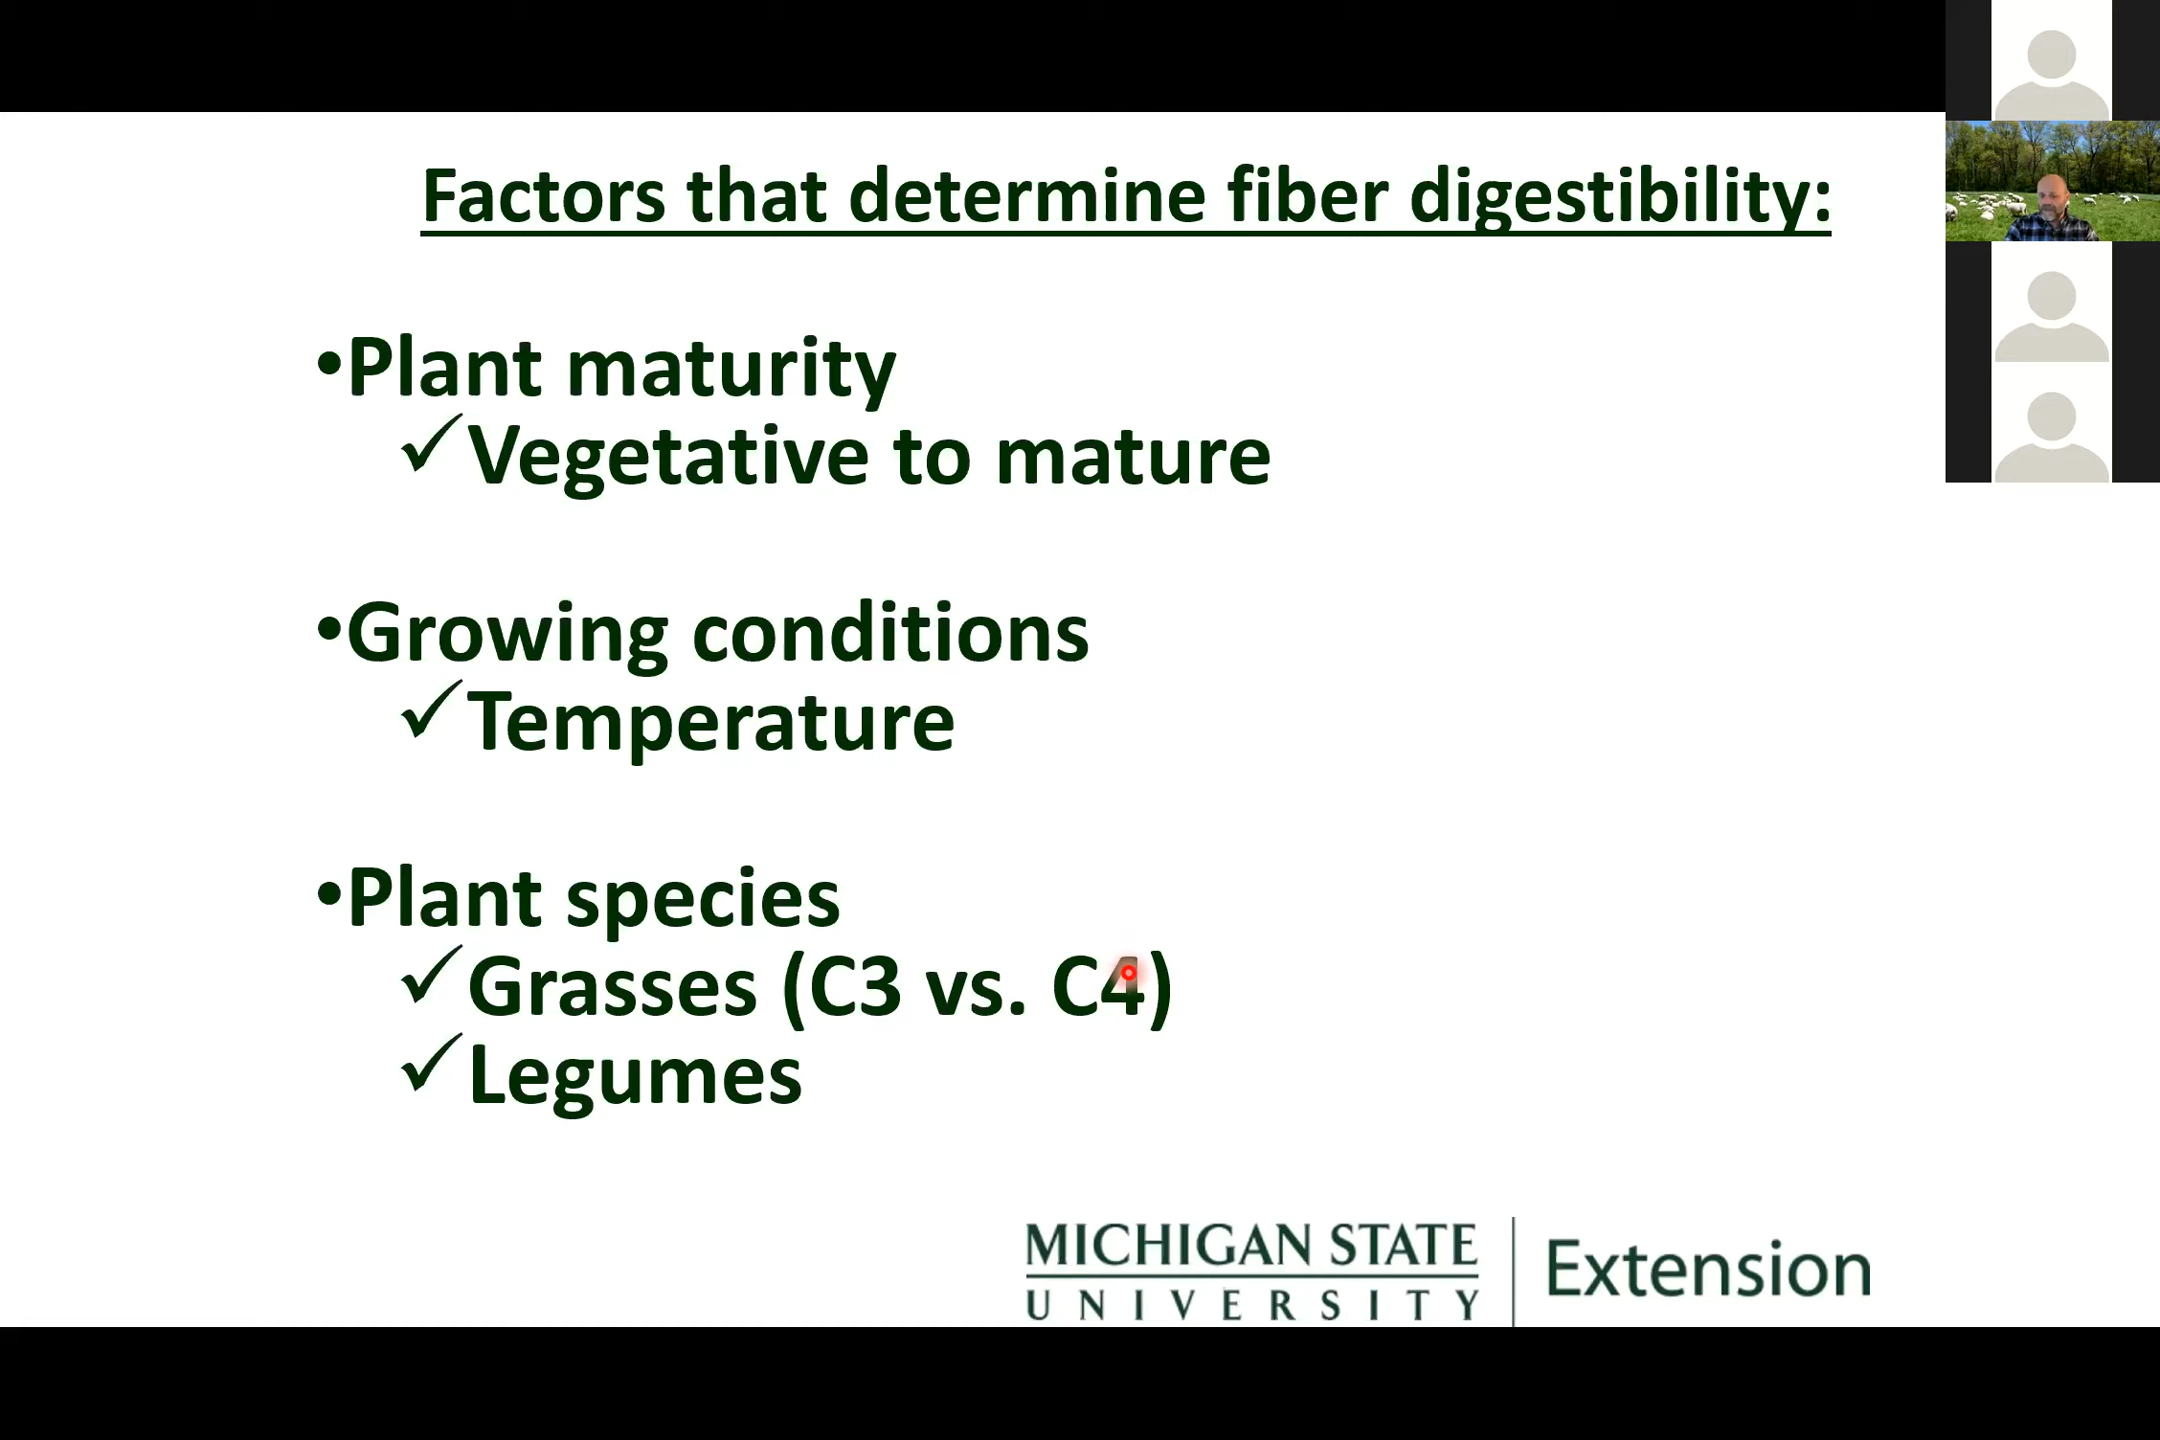 Factors that determine fiber digestibility:
•Plant maturity
✓Vegetative to mature
•Growing conditions
✓Temperature
•Plant species
✓Grasses (C3 vs. C4)
✓Legumes
MICHIGAN STATE
UNIVERSITY
Extension